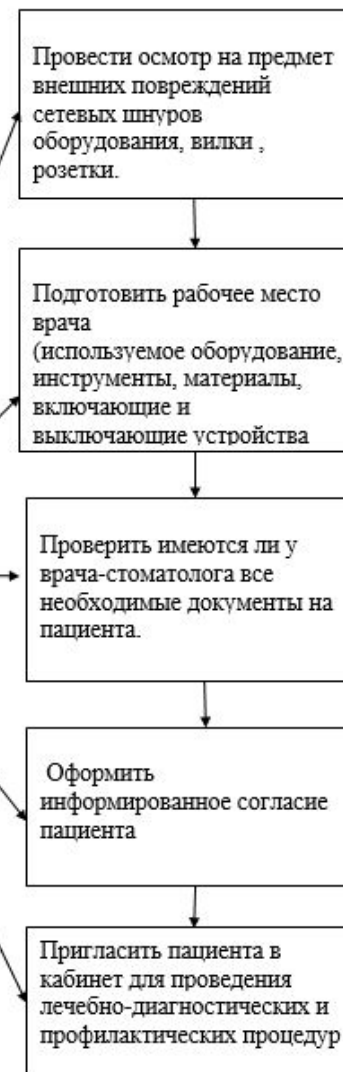 Провести осмотр на предмет
внешних повреждений
сетевых шнуров
оборудования, вилки ,
розетки.
Подготовить рабочее место
врача
(используемое оборудование,
инструменты, материалы,
включающие и
выключающие устройства
Проверить имеются ли у
врача-стоматолога все
необходимые документы на
пациента.
Оформить
информированное согласие
пациента
Пригласить пациента в
кабинет для проведения
лечебно-диагностических и
профилактических процедур